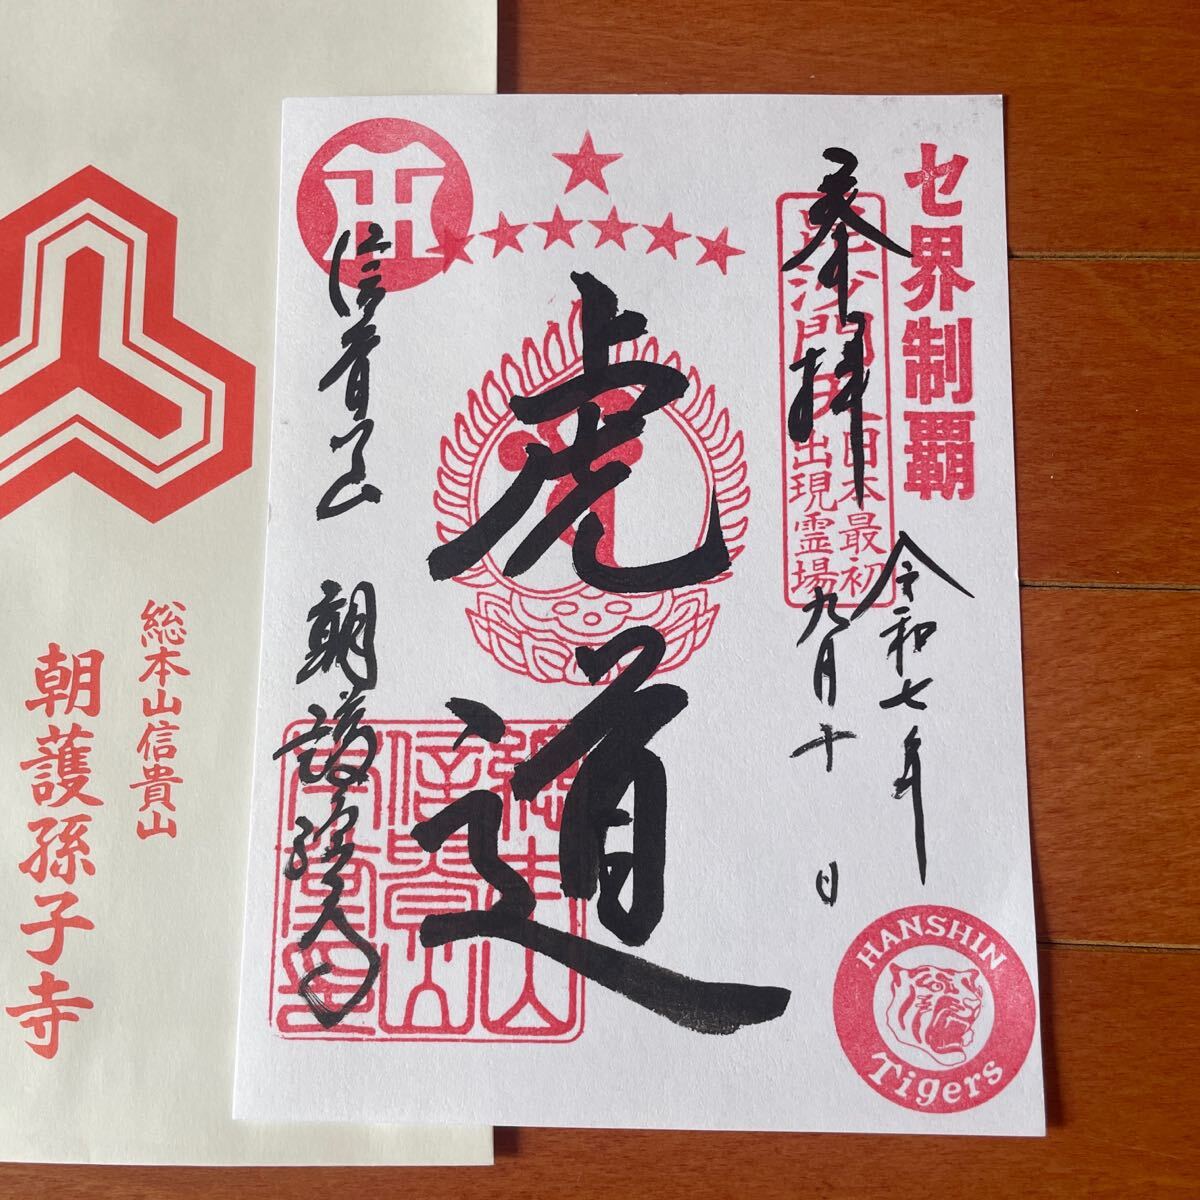 セ界制覇
奉拝
毘沙門天日本最初
出現霊場
令和七年
九月十日
虎道
信貴山 朝護孫子寺
HANSHIN
Tigers
総本山信貴山
朝護孫子寺